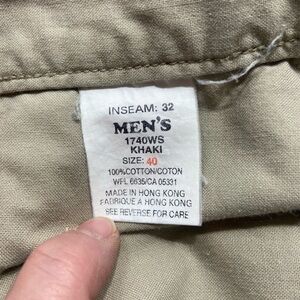 INSEAM: 32
MEN'S
1740WS
KHAKI
SIZE: 40
100%COTTON/COTON
WFL 6635/CA 05331
MADE IN HONG KONG
FABRIQUE A HONG KONG
SEE REVERSE FOR CARE